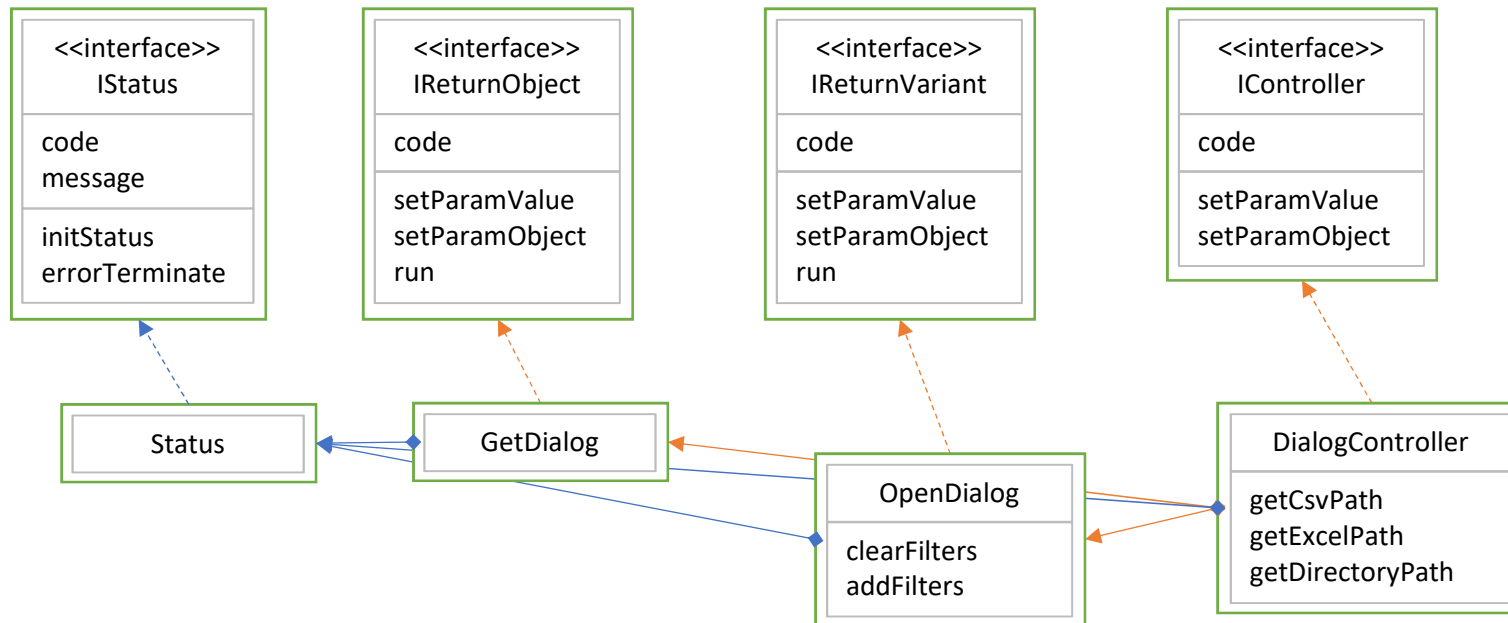 <<interface>>
IStatus
code
message
initStatus
errorTerminate
<<interface>>
IReturnObject
code
setParamValue
setParamObject
run
<<interface>>
IReturnVariant
code
setParamValue
setParamObject
run
<<interface>>
IController
code
setParamValue
setParamObject
Status
GetDialog
OpenDialog
clearFilters
addFilters
DialogController
getCsvPath
getExcelPath
getDirectoryPath